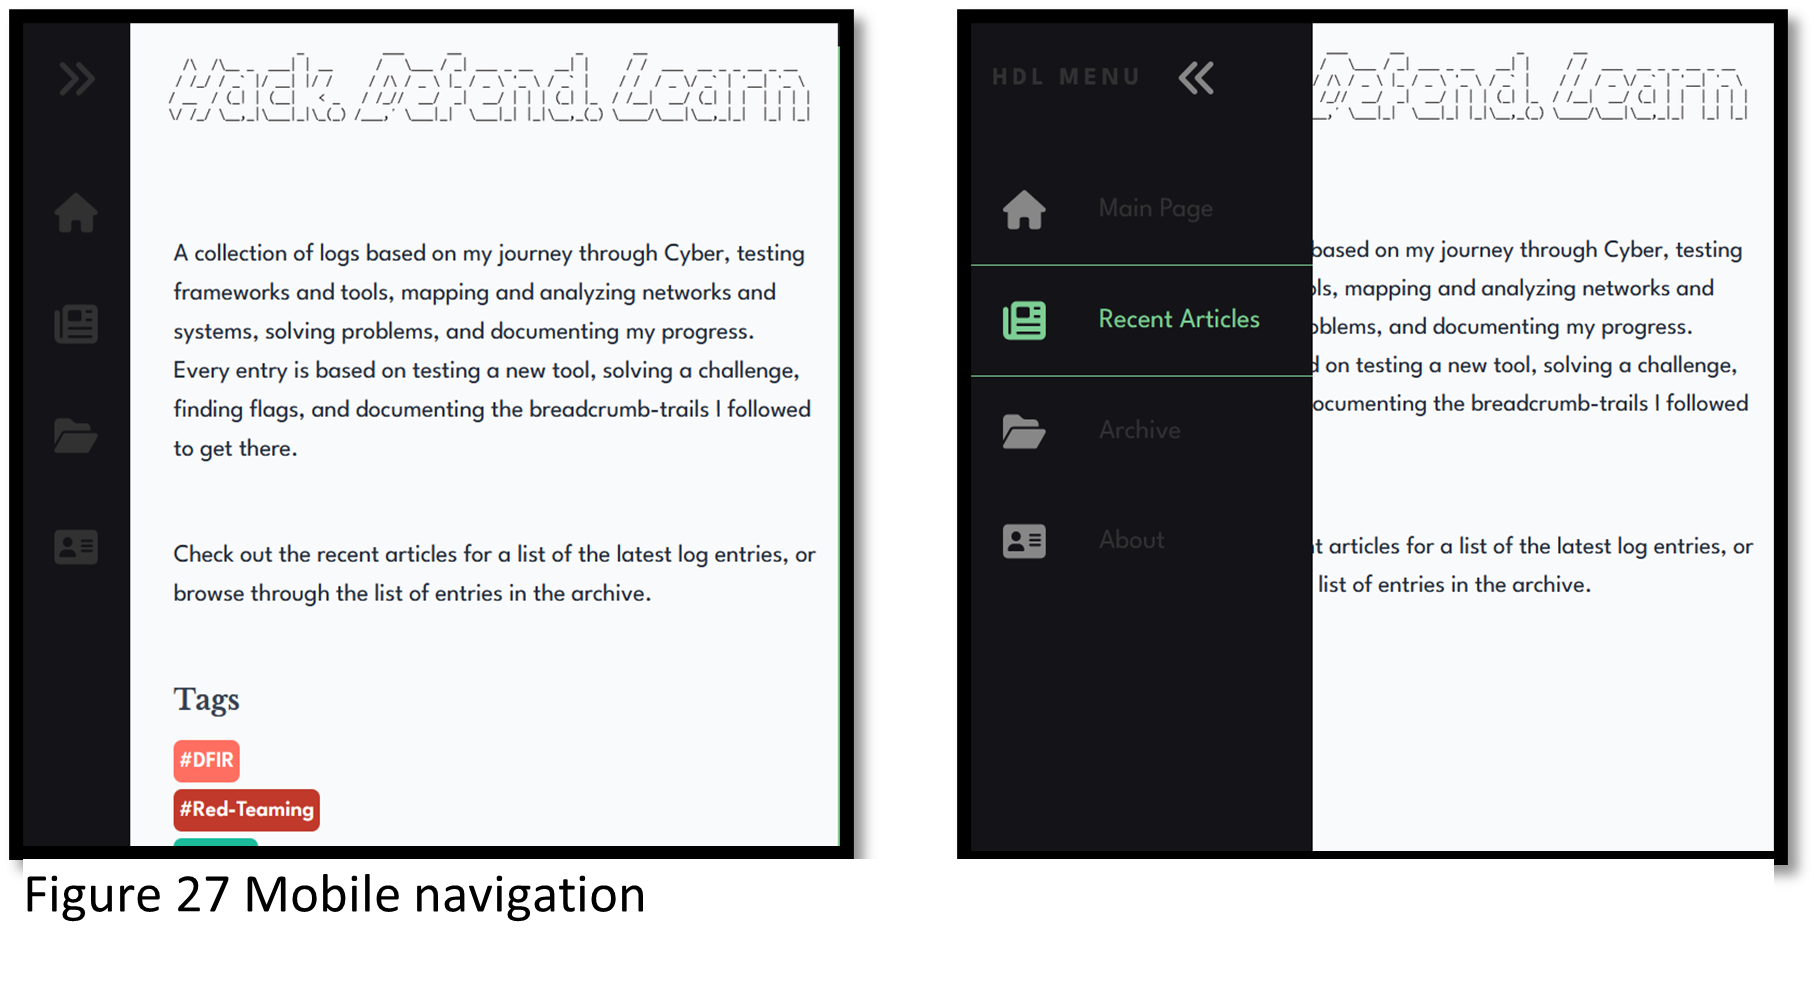 Hack. Defend. Learn
A collection of logs based on my journey through Cyber, testing
frameworks and tools, mapping and analyzing networks and
systems, solving problems, and documenting my progress.
Every entry is based on testing a new tool, solving a challenge,
finding flags, and documenting the breadcrumb-trails I followed
to get there.
Check out the recent articles for a list of the latest log entries, or
browse through the list of entries in the archive.
Tags
#DFIR
#Red-Teaming
HDL MENU
Main Page
Recent Articles
Archive
About
Defend. Learn
based on my journey through Cyber, testing
ols, mapping and analyzing networks and
oblems, and documenting my progress.
d on testing a new tool, solving a challenge,
ocumenting the breadcrumb-trails I followed
nt articles for a list of the latest log entries, or
list of entries in the archive.
Figure 27 Mobile navigation